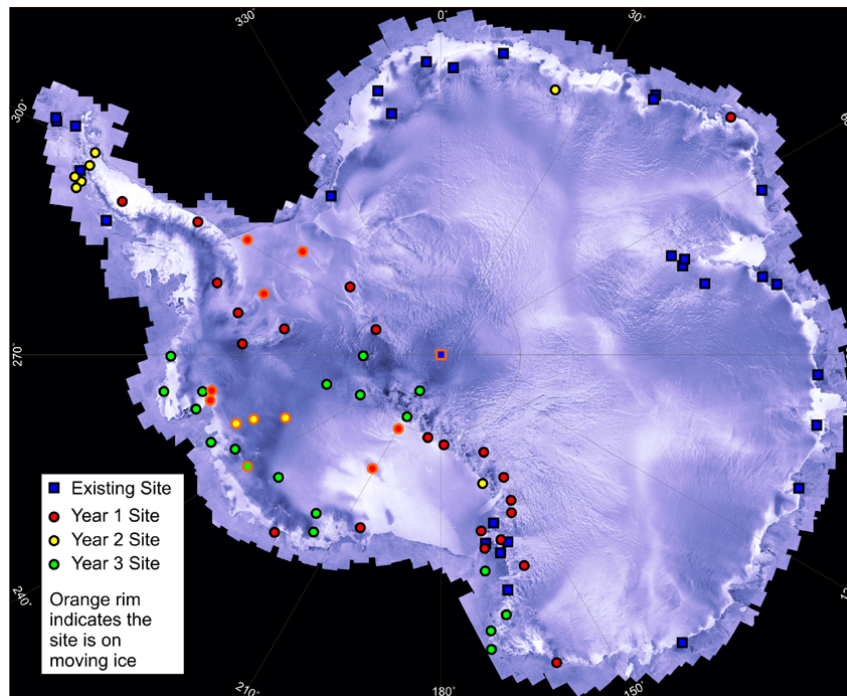 330°
0°
30°
300°
60°
270°
240°
210°
180°
150°
Existing Site
Year 1 Site
Year 2 Site
Year 3 Site
Orange rim
indicates the
site is on
moving ice